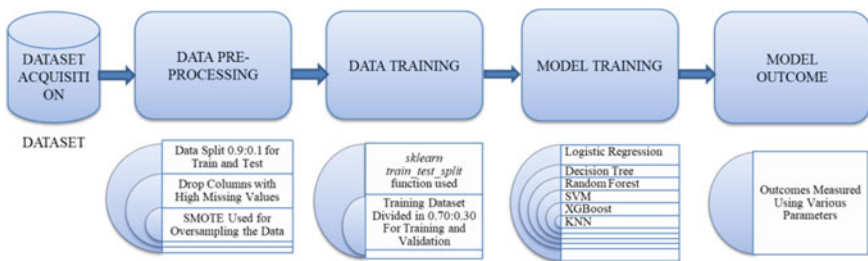 DATASET
ACQUISITI
ON
DATASET
DATA PRE-
PROCESSING
DATA TRAINING
MODEL TRAINING
MODEL
OUTCOME
Data Split 0.9:0.1 for
Train and Test
Drop Columns with
High Missing Values
SMOTE Used for
Oversampling the Data
sklearn
train_test_split
function used
Training Dataset
Divided in 0.70:0.30
For Training and
Validation
Logistic Regression
Decision Tree
Random Forest
SVM
XGBoost
KNN
Outcomes Measured
Using Various
Parameters